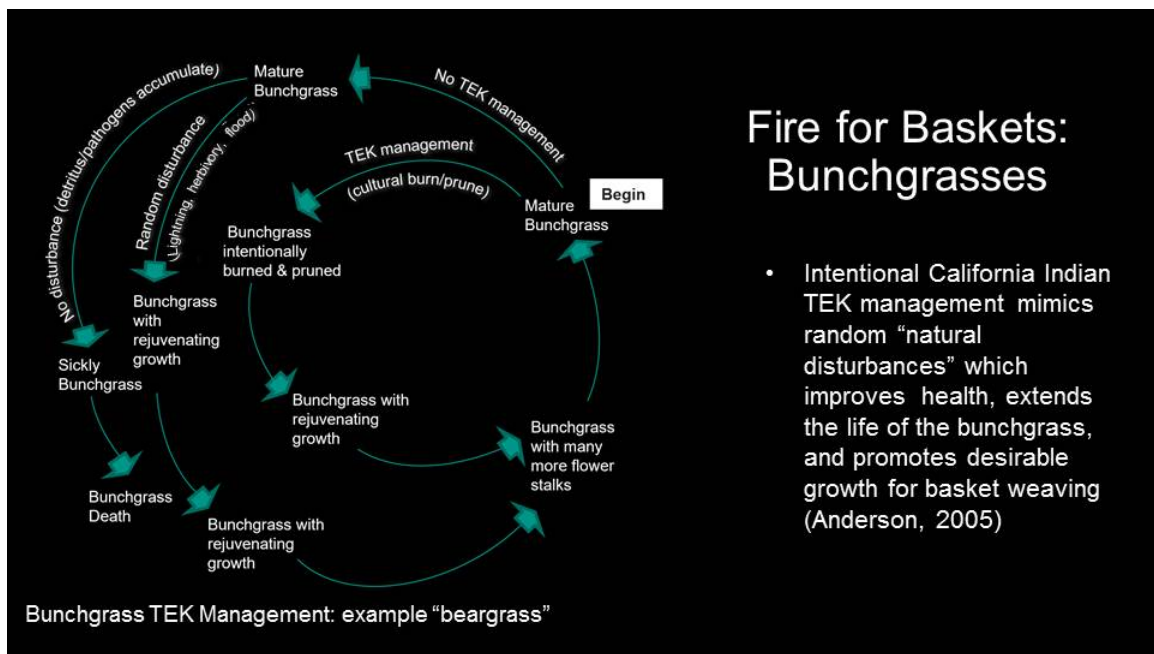 Fire for Baskets:
Bunchgrasses
• Intentional California Indian
TEK management mimics
random “natural
disturbances” which
improves health, extends
the life of the bunchgrass,
and promotes desirable
growth for basket weaving
(Anderson, 2005)
Begin
Mature
Bunchgrass
No TEK management
Mature
Bunchgrass
TEK management
(cultural burn/prune)
Bunchgrass
intentionally
burned & pruned
Bunchgrass with
rejuvenating
growth
Bunchgrass
with many
more flower
stalks
Random disturbance
(Lightning, herbivory, flood)
Bunchgrass
with
rejuvenating
growth
Bunchgrass with
rejuvenating
growth
No disturbance (detritus/pathogens accumulate)
Sickly
Bunchgrass
Bunchgrass
Death
Bunchgrass TEK Management: example “beargrass”